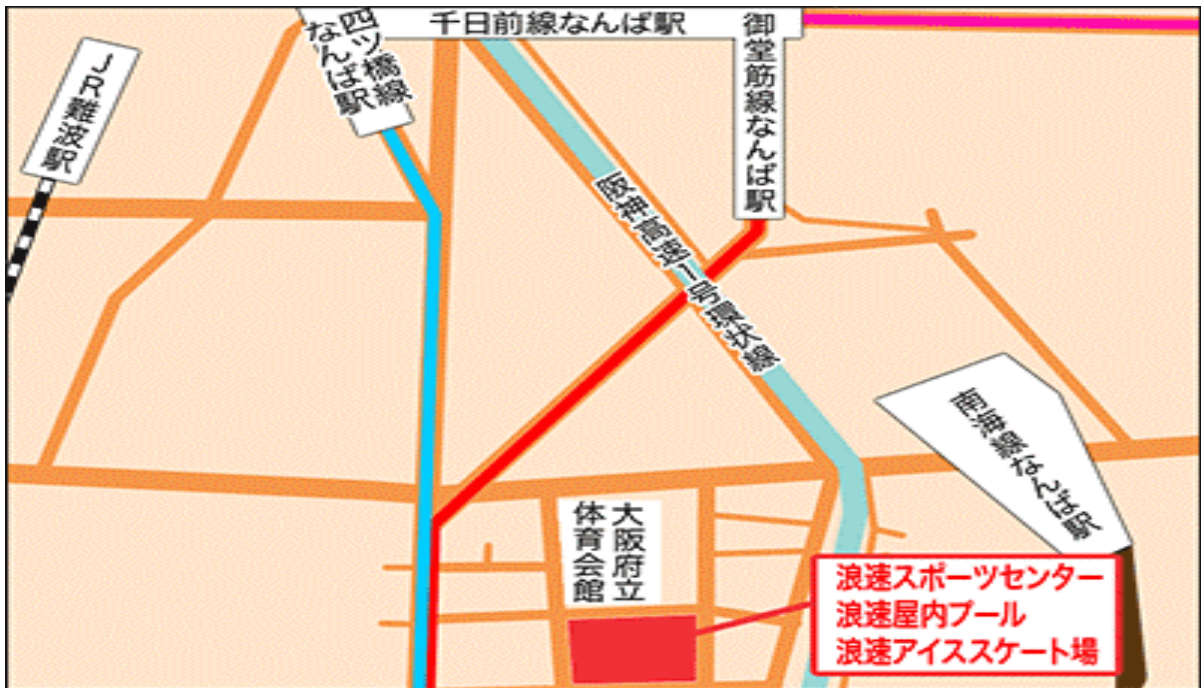 千日前線なんば駅
四ツ橋線
なんば駅
御堂筋線なんば駅
JR難波駅
阪神高速1号環状線
南海線なんば駅
大阪府立
体育会館
浪速スポーツセンター
浪速屋内プール
浪速アイススケート場